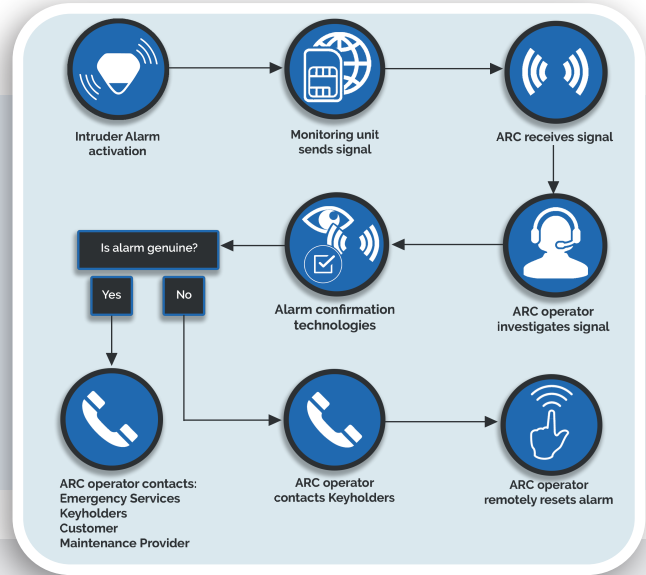 Intruder Alarm
activation
Monitoring unit
sends signal
ARC receives signal
ARC operator
investigates signal
Alarm confirmation
technologies
Is alarm genuine?
Yes
No
ARC operator contacts:
Emergency Services
Keyholders
Customer
Maintenance Provider
ARC operator
contacts Keyholders
ARC operator
remotely resets alarm